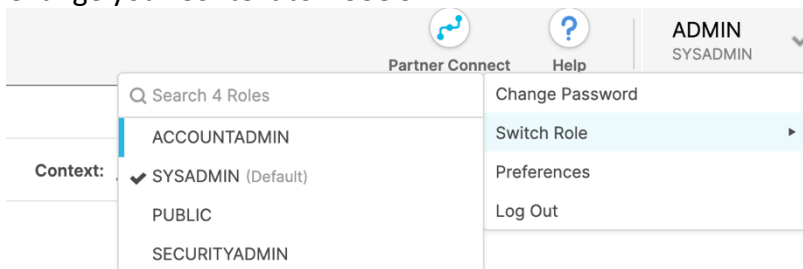 Partner Connect
Help
ADMIN
SYSADMIN
Search 4 Roles
ACCOUNTADMIN
SYSADMIN (Default)
PUBLIC
SECURITYADMIN
Change Password
Switch Role
Preferences
Log Out
Context: